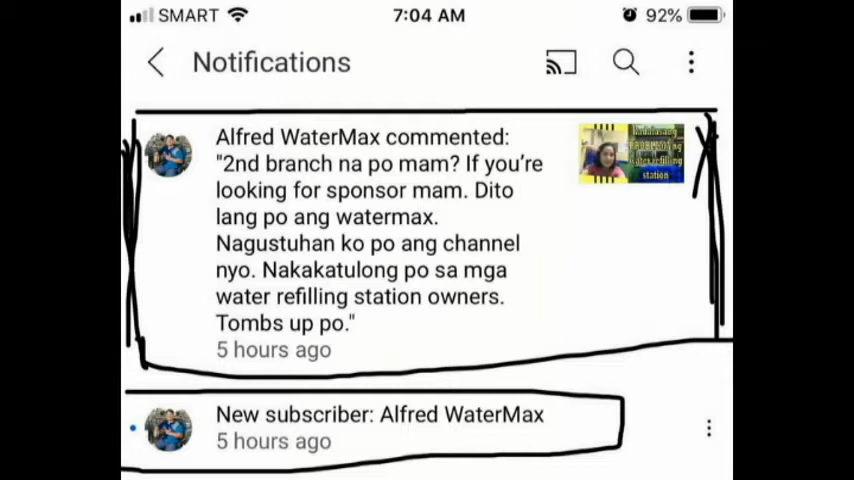 SMART 7:04 AM 92%
Notifications
Alfred WaterMax commented:
"2nd branch na po mam? If you're
looking for sponsor mam. Dito
lang po ang watermax.
Nagustuhan ko po ang channel
nyo. Nakakatulong po sa mga
water refilling station owners.
Tombs up po."
5 hours ago
station
New subscriber: Alfred WaterMax
5 hours ago